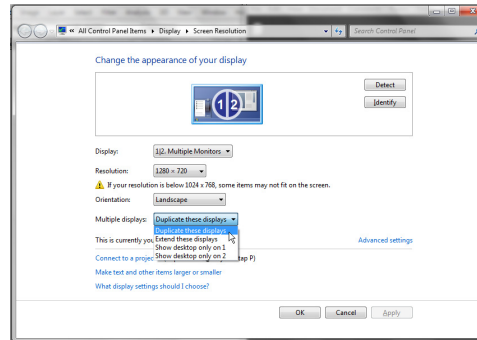 « All Control Panel Items ▸ Display ▸ Screen Resolution
Search Control Panel
Change the appearance of your display
1|2
Detect
Identify
Display: 1|2. Multiple Monitors
Resolution: 1280 × 720
If your resolution is below 1024 x 768, some items may not fit on the screen.
Orientation: Landscape
Multiple displays: Duplicate these displays
Duplicate these displays
Extend these displays
Show desktop only on 1
Show desktop only on 2
This is currently you
Advanced settings
Connect to a projec
tap P)
Make text and other items larger or smaller
What display settings should I choose?
OK Cancel Apply